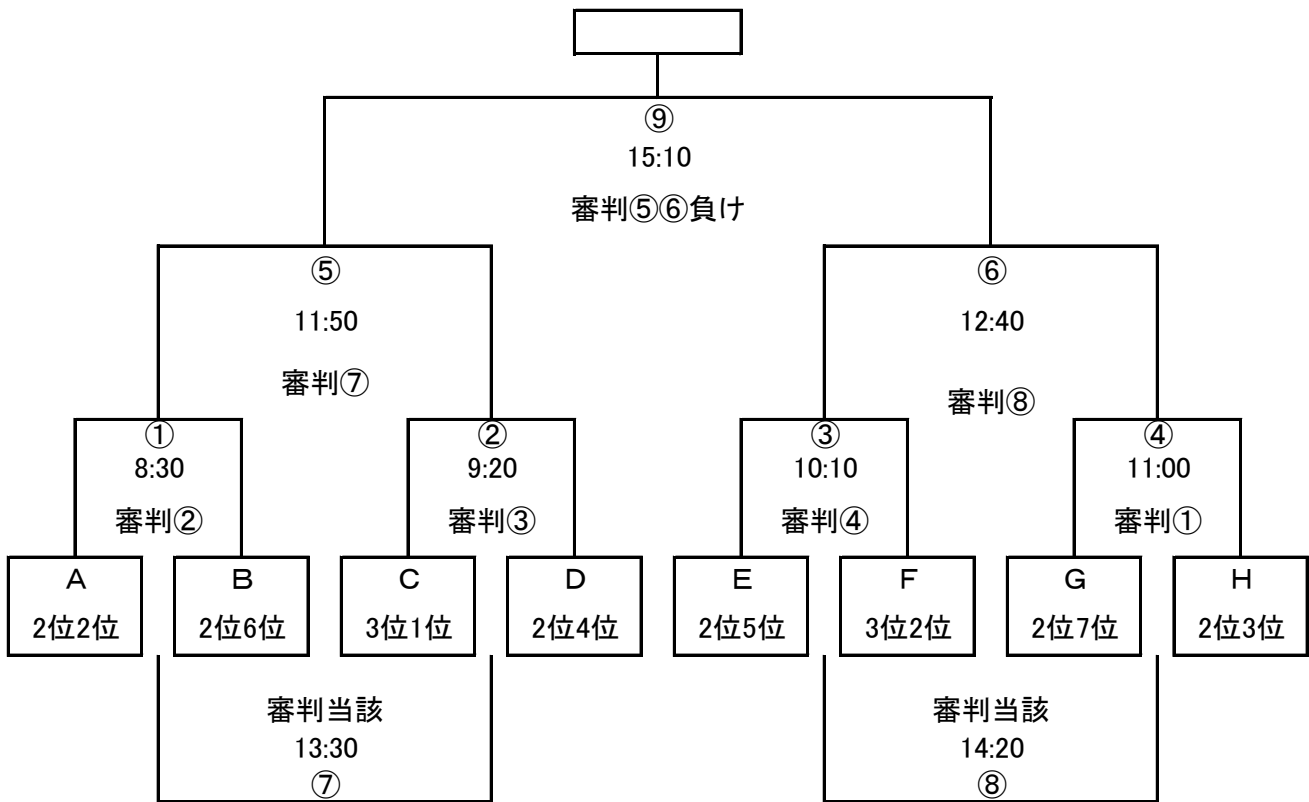 ⑨
15:10
審判⑤⑥負け
⑤
⑥
11:50
12:40
審判⑦
審判⑧
①
②
③
④
8:30
9:20
10:10
11:00
審判②
審判③
審判④
審判①
A
B
C
D
E
F
G
H
2位2位
2位6位
3位1位
2位4位
2位5位
3位2位
2位7位
2位3位
審判当該
審判当該
13:30
14:20
⑦
⑧